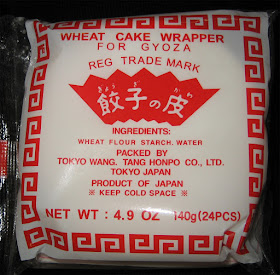 WHEAT CAKE WRAPPER
FOR GYOZA
REG TRADE MARK
餃子の皮
INGREDIENTS:
WHEAT FLOUR STARCH. WATER
PACKED BY
TOKYO WANG. TANG HONPO CO., LTD.
TOKYO JAPAN
PRODUCT OF JAPAN
※ KEEP COLD SPACE ※
NET WT : 4.9 OZ 140g (24PCS)